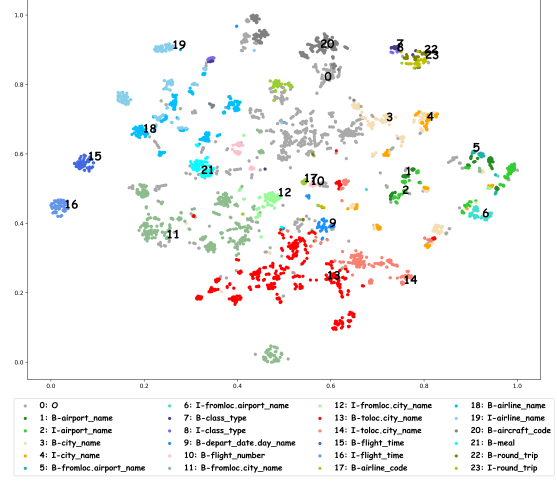 1.0
0.8
0.6
0.4
0.2
0.0
0.0 0.2 0.4 0.6 0.8 1.0
19 20 7 8 22 23
0
3 4
18
15 21 5
17 10 1
16 12 2 6
11 9
13 14
0: O
1: B-airport_name
2: I-airport_name
3: B-city_name
4: I-city_name
5: B-fromloc.airport_name
6: I-fromloc.airport_name
7: B-class_type
8: I-class_type
9: B-depart_date.day_name
10: B-flight_number
11: B-fromloc.city_name
12: I-fromloc.city_name
13: B-toloc.city_name
14: I-toloc.city_name
15: B-flight_time
16: I-flight_time
17: B-airline_code
18: B-airline_name
19: I-airline_name
20: B-aircraft_code
21: B-meal
22: B-round_trip
23: I-round_trip